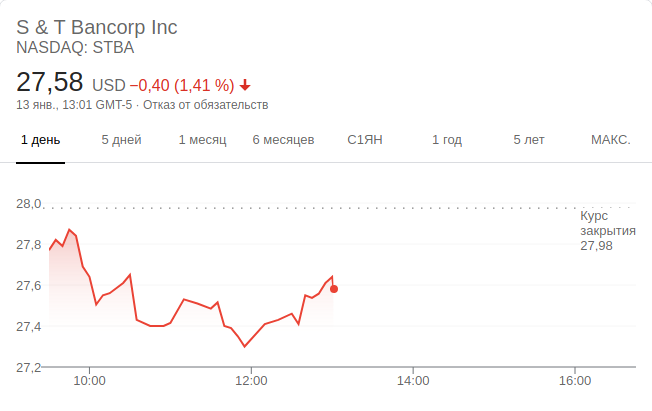 S & T Bancorp Inc
NASDAQ: STBA
27,58 USD −0,40 (1,41 %)
13 янв., 13:01 GMT-5 · Отказ от обязательств
1 день 5 дней 1 месяц 6 месяцев С1ЯН 1 год 5 лет МАКС.
28,0
Курс
закрытия
27,98
27,8
27,6
27,4
27,2
10:00 12:00 14:00 16:00